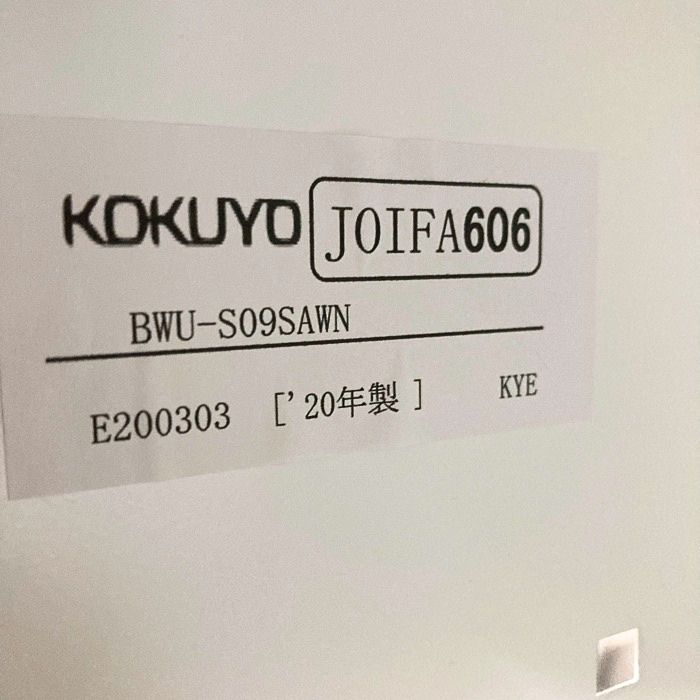 KOKUYO JOIFA606
BWU-S09SAWN
E200303 ['20年製] KYE